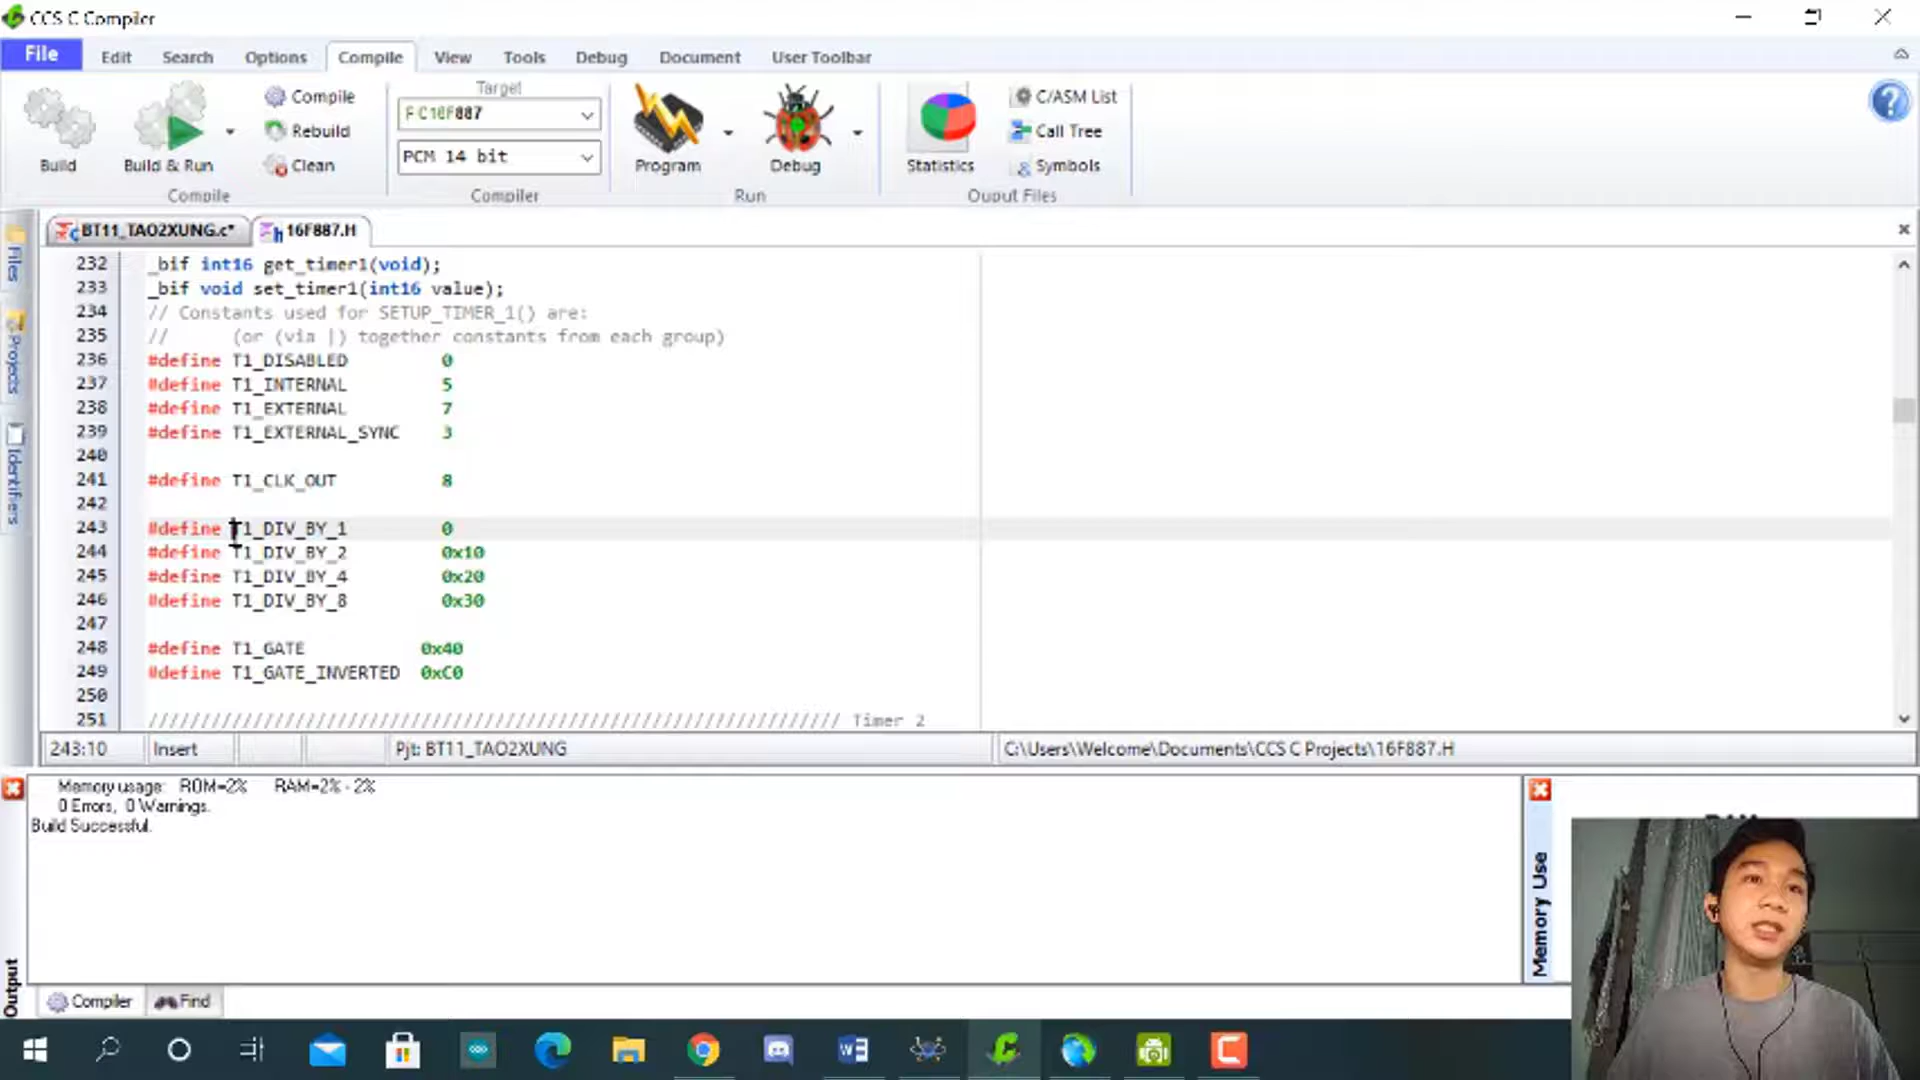 CCS C Compiler
File Edit Search Options Compile View Tools Debug Document User Toolbar
Build
Build & Run
Compile
Rebuild
Clean
Compile
Target
PCM 14 bit
Compiler
Program
Debug
Run
Statistics
C/ASM List
Call Tree
Symbols
Ouput Files
Files
Projects
Identifiers
BT11_TAO2XUNG.c* 16F887.H
232 _bif int16 get_timer1(void);
233 _bif void set_timer1(int16 value);
234 // Constants used for SETUP_TIMER_1() are:
235 // (or (via |) together constants from each group)
236 #define T1_DISABLED 0
237 #define T1_INTERNAL 5
238 #define T1_EXTERNAL 7
239 #define T1_EXTERNAL_SYNC 3
240
241 #define T1_CLK_OUT 8
242
243 #define T1_DIV_BY_1 0
244 #define T1_DIV_BY_2 0x10
245 #define T1_DIV_BY_4 0x20
246 #define T1_DIV_BY_8 0x30
247
248 #define T1_GATE 0x40
249 #define T1_GATE_INVERTED 0xC0
250
251 ////////////////////////////////////////////////////////////////// Timer 2
243:10 Insert Pjt: BT11_TAO2XUNG C:\Users\Welcome\Documents\CCS C Projects\16F887.H
Memory usage: ROM=2% RAM=2% - 2%
0 Errors, 0 Warnings.
Build Successful.
Output
Compiler Find
Memory Use